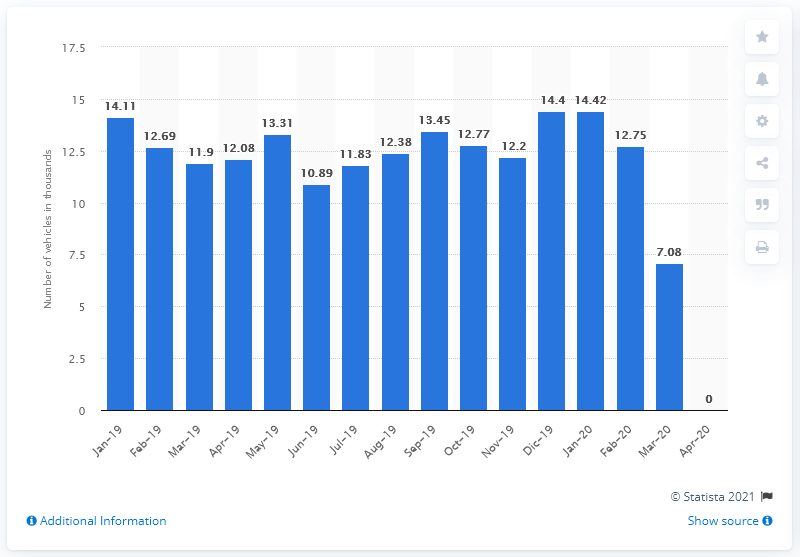 17.5
15
12.5
10
7.5
5
2.5
0
Number of vehicles in thousands
14.11
12.69
11.9
12.08
13.31
10.89
11.83
12.38
13.45
12.77
12.2
14.4
14.42
12.75
7.08
0
Jan-19
Feb-19
Mar-19
Apr-19
May-19
Jun-19
Jul-19
Aug-19
Sep-19
Oct-19
Nov-19
Dic-19
Jan-20
Feb-20
Mar-20
Apr-20
© Statista 2021
Additional Information
Show source